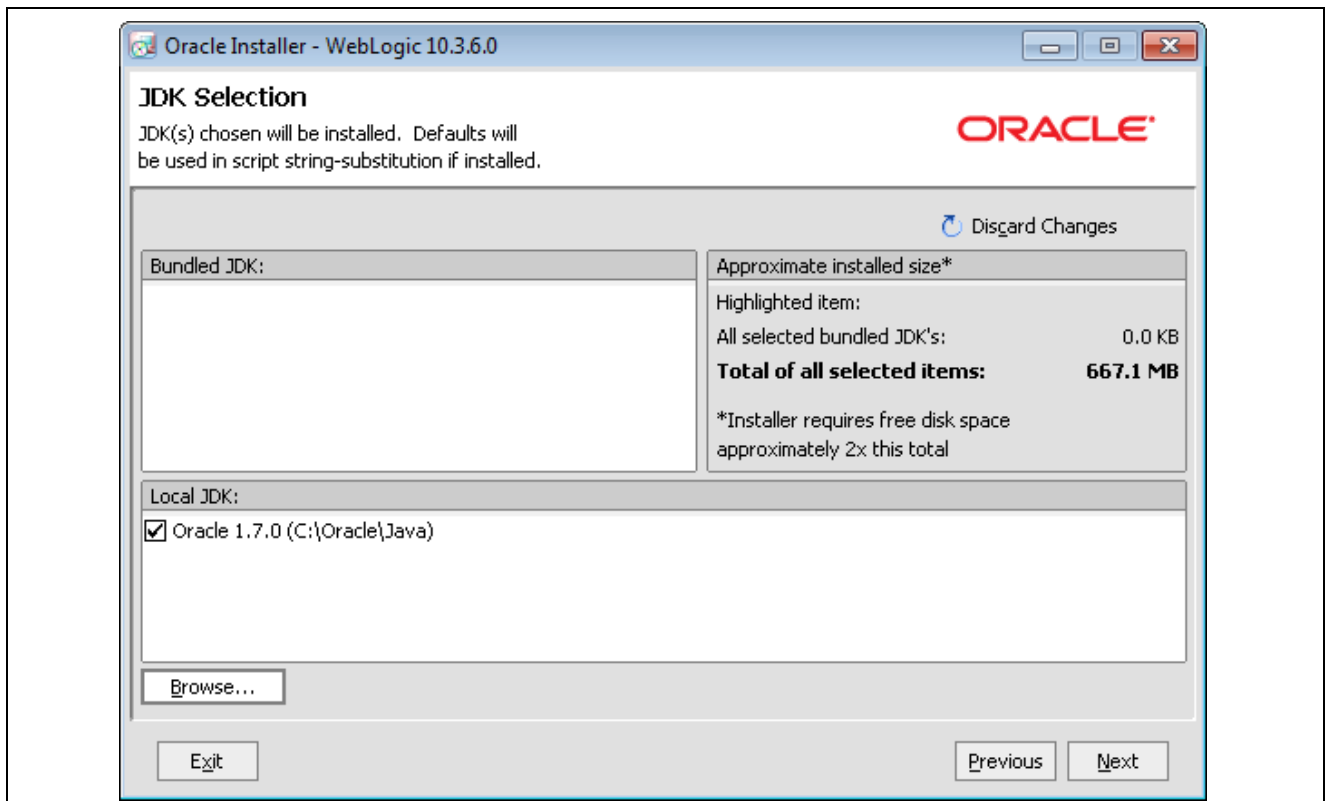 Oracle Installer - WebLogic 10.3.6.0
JDK Selection
JDK(s) chosen will be installed. Defaults will
be used in script string-substitution if installed.
ORACLE
Discard Changes
Bundled JDK:
Approximate installed size*
Highlighted item:
All selected bundled JDK's: 0.0 KB
Total of all selected items: 667.1 MB
*Installer requires free disk space
approximately 2x this total
Local JDK:
Oracle 1.7.0 (C:\Oracle\Java)
Browse...
Exit Previous Next